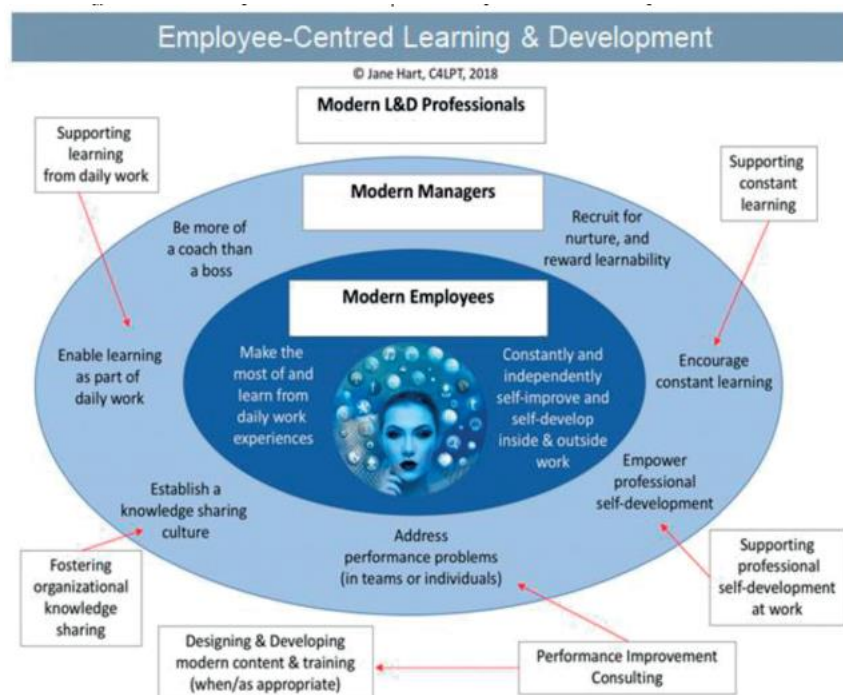 Employee-Centred Learning & Development
© Jane Hart, C4LPT, 2018
Modern L&D Professionals
Supporting
learning
from daily work
Supporting
constant
learning
Modern Managers
Be more of
a coach than
a boss
Recruit for
nurture, and
reward learnability
Modern Employees
Enable learning
as part of
daily work
Make the
most of and
learn from
daily work
experiences
Constantly and
independently
self-improve and
self-develop
inside & outside
work
Encourage
constant learning
Establish a
knowledge sharing
culture
Address
performance problems
(in teams or individuals)
Empower
professional
self-development
Fostering
organizational
knowledge
sharing
Supporting
professional
self-development
at work
Designing & Developing
modern content & training
(when/as appropriate)
Performance Improvement
Consulting